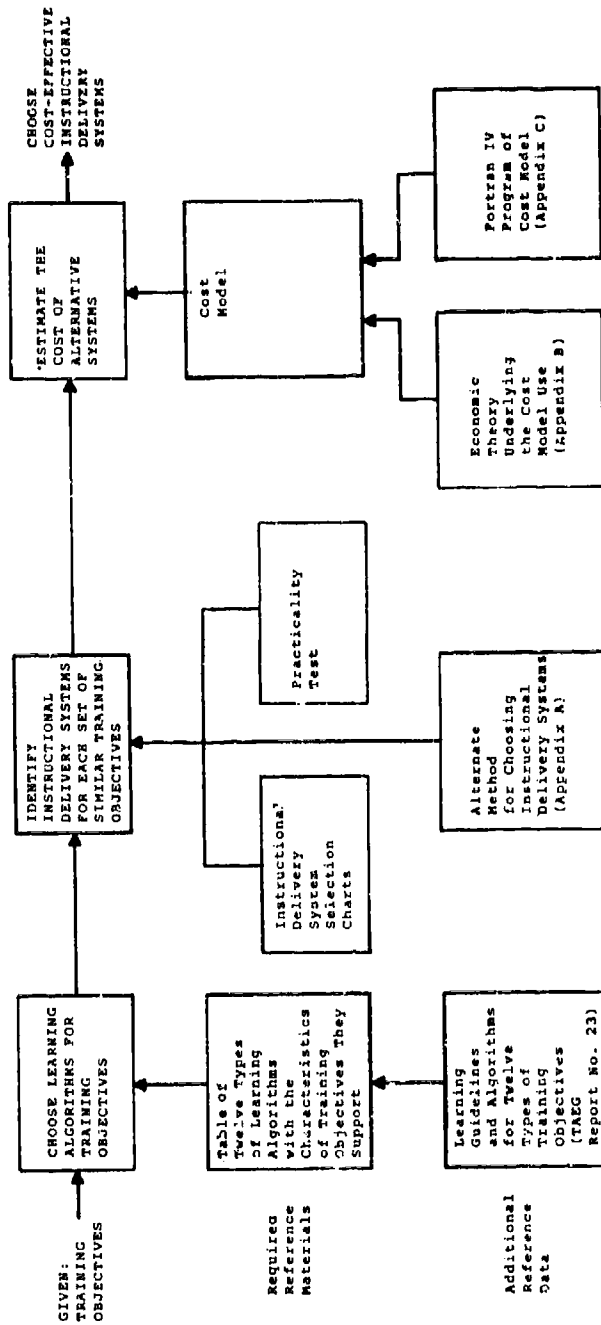 GIVEN:
TRAINING
OBJECTIVES
CHOOSE LEARNING
ALGORITHMS FOR
TRAINING
OBJECTIVES
IDENTIFY
INSTRUCTIONAL
DELIVERY SYSTEMS
FOR EACH SET OF
SIMILAR TRAINING
OBJECTIVES
ESTIMATE THE
COST OF
ALTERNATIVE
SYSTEMS
CHOOSE
COST-EFFECTIVE
INSTRUCTIONAL
DELIVERY
SYSTEMS
Required
Reference
Materials
Table of
Twelve Types
of Learning
Algorithms
with the
Characteristics
of Training
Objectives They
Support
Instructional
Delivery
System
Selection
Charts
Practicality
Test
Cost
Model
Additional
Reference
Data
Learning
Guidelines
and Algorithms
for Twelve
Types of
Training
Objectives
(TAEG
Report No. 23)
Alternate
Method
for Choosing
Instructional
Delivery Systems
(Appendix A)
Economic
Theory
Underlying
the Cost
Model Use
(Appendix B)
Fortran IV
Program of
Cost Model
(Appendix C)